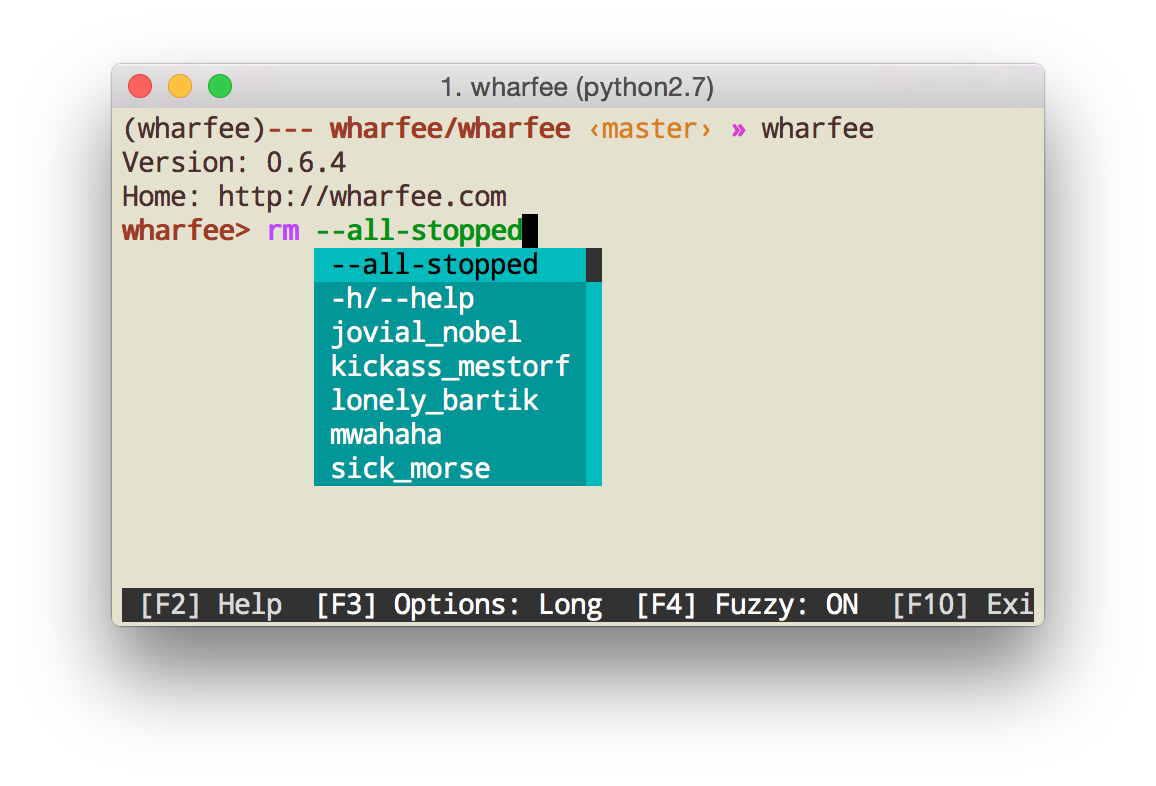 1. wharfee (python2.7)
(wharfee)--- wharfee/wharfee ‹master› » wharfee
Version: 0.6.4
Home: http://wharfee.com
wharfee> rm --all-stopped
--all-stopped
-h/--help
jovial_nobel
kickass_mestorf
lonely_bartik
mwahaha
sick_morse
[F2] Help [F3] Options: Long [F4] Fuzzy: ON [F10] Exi